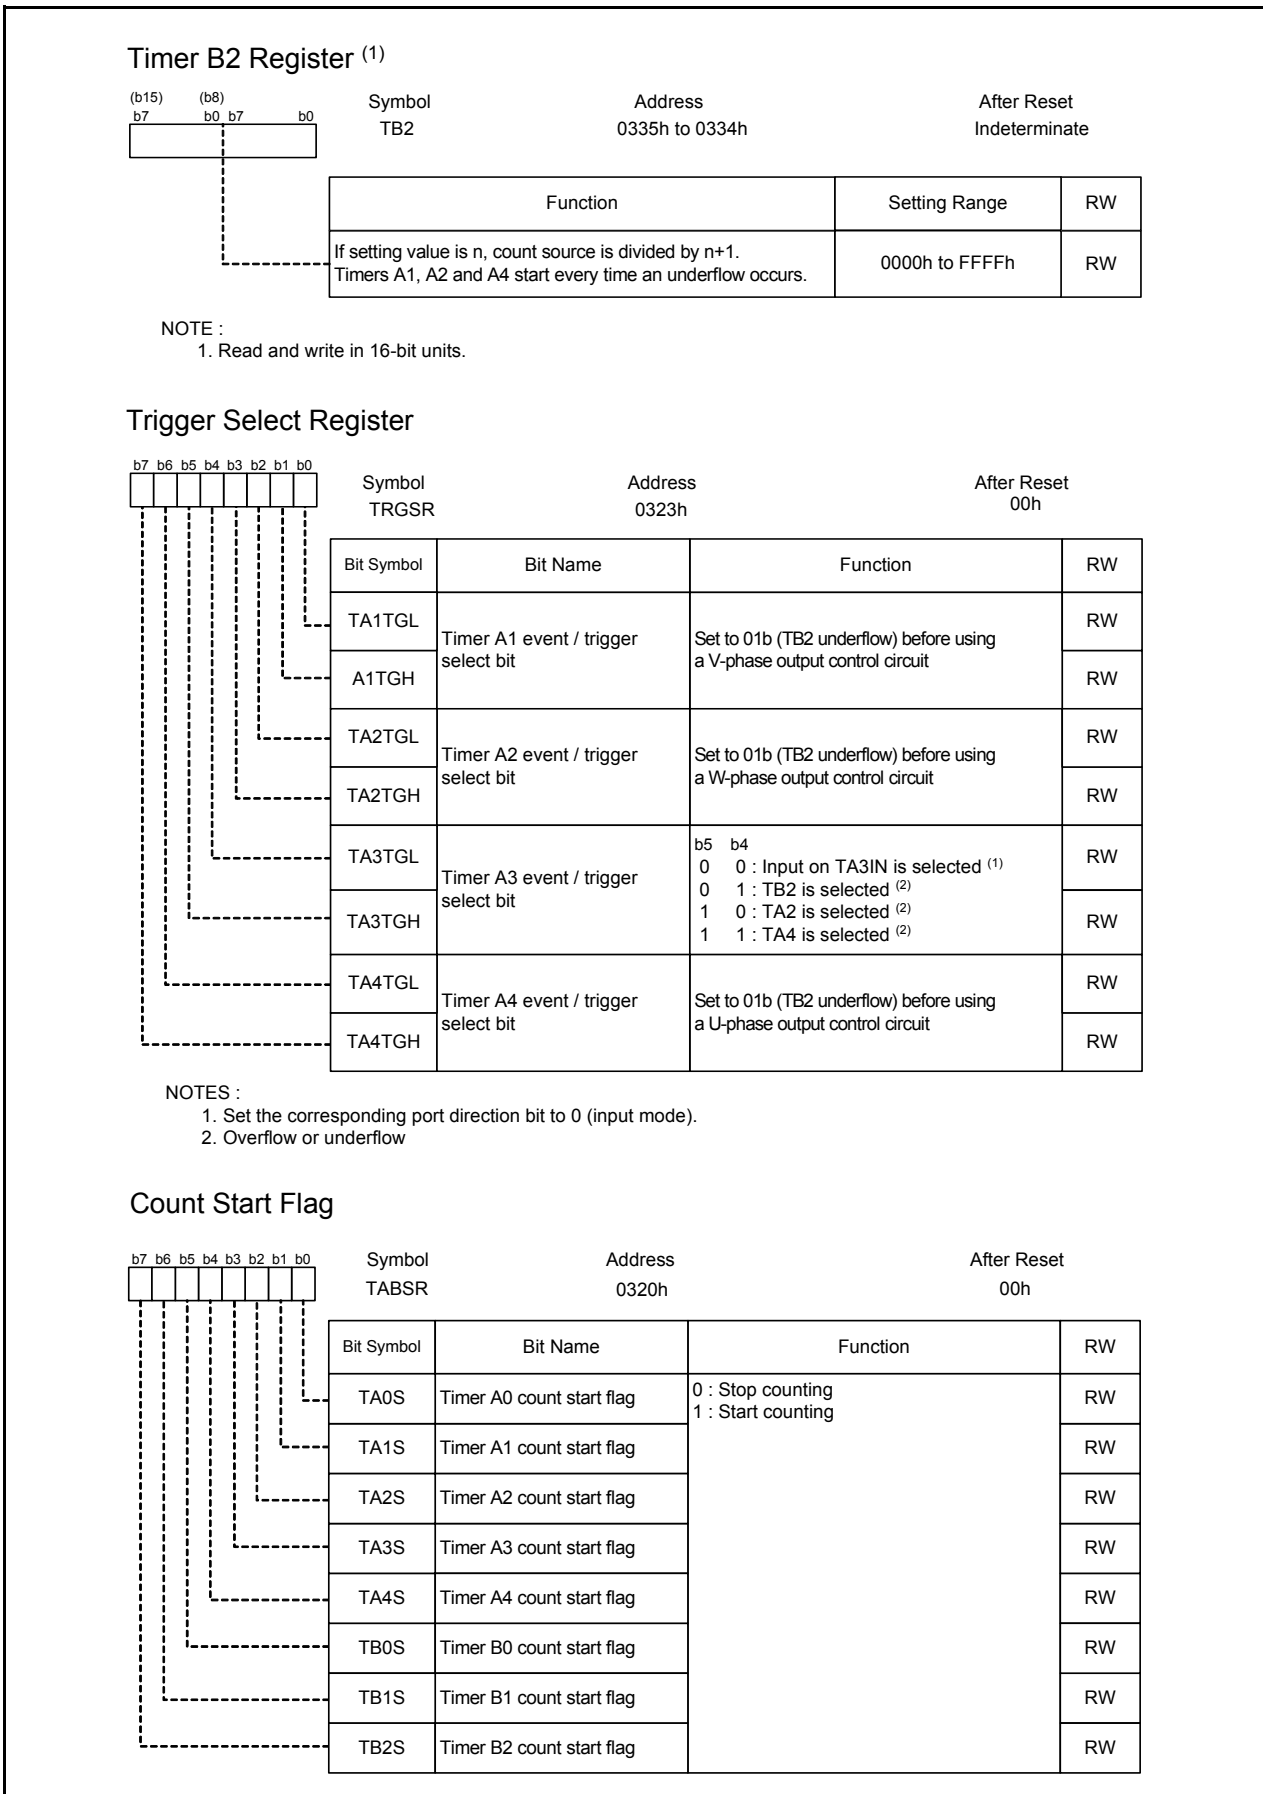 Timer B2 Register (1)
(b15) (b8)
b7 b0 b7 b0
Symbol Address After Reset
TB2 0335h to 0334h Indeterminate
Function Setting Range RW
If setting value is n, count source is divided by n+1.
Timers A1, A2 and A4 start every time an underflow occurs.
0000h to FFFFh RW
NOTE :
1. Read and write in 16-bit units.
Trigger Select Register
b7 b6 b5 b4 b3 b2 b1 b0
Symbol Address After Reset
TRGSR 0323h 00h
Bit Symbol Bit Name Function RW
TA1TGL RW
Timer A1 event / trigger
select bit
Set to 01b (TB2 underflow) before using
a V-phase output control circuit
A1TGH RW
TA2TGL RW
Timer A2 event / trigger
select bit
Set to 01b (TB2 underflow) before using
a W-phase output control circuit
TA2TGH RW
TA3TGL RW
Timer A3 event / trigger
select bit
b5 b4
0 0 : Input on TA3IN is selected (1)
0 1 : TB2 is selected (2)
1 0 : TA2 is selected (2)
1 1 : TA4 is selected (2)
TA3TGH RW
TA4TGL RW
Timer A4 event / trigger
select bit
Set to 01b (TB2 underflow) before using
a U-phase output control circuit
TA4TGH RW
NOTES :
1. Set the corresponding port direction bit to 0 (input mode).
2. Overflow or underflow
Count Start Flag
b7 b6 b5 b4 b3 b2 b1 b0
Symbol Address After Reset
TABSR 0320h 00h
Bit Symbol Bit Name Function RW
TA0S Timer A0 count start flag RW
0 : Stop counting
1 : Start counting
TA1S Timer A1 count start flag RW
TA2S Timer A2 count start flag RW
TA3S Timer A3 count start flag RW
TA4S Timer A4 count start flag RW
TB0S Timer B0 count start flag RW
TB1S Timer B1 count start flag RW
TB2S Timer B2 count start flag RW